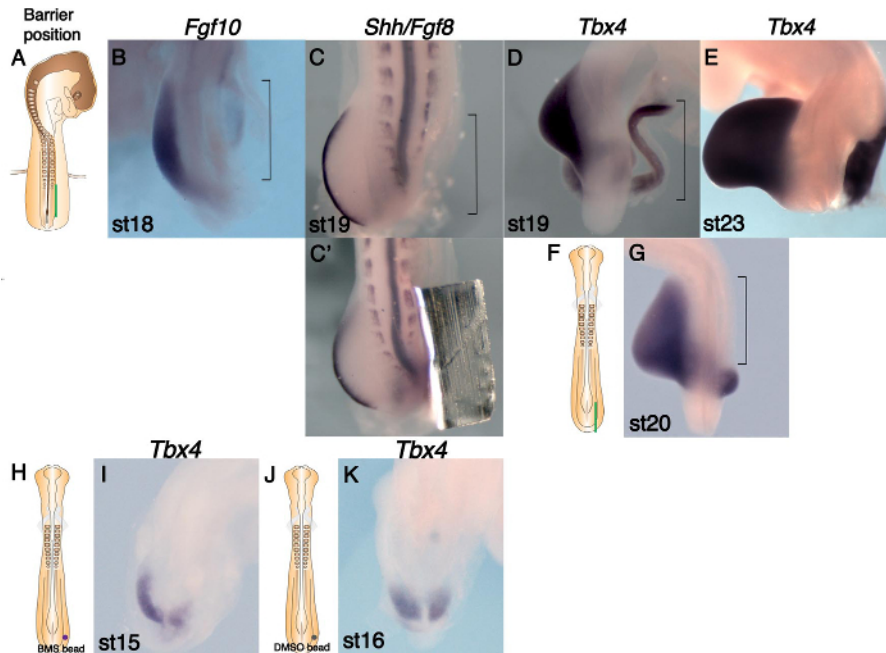 Barrier
position
Fgf10
Shh/Fgf8
Tbx4
Tbx4
A
B
C
D
E
st18
st19
st19
st23
C'
F
G
st20
Tbx4
Tbx4
H
I
J
K
BMS bead
st15
DMSO bead
st16